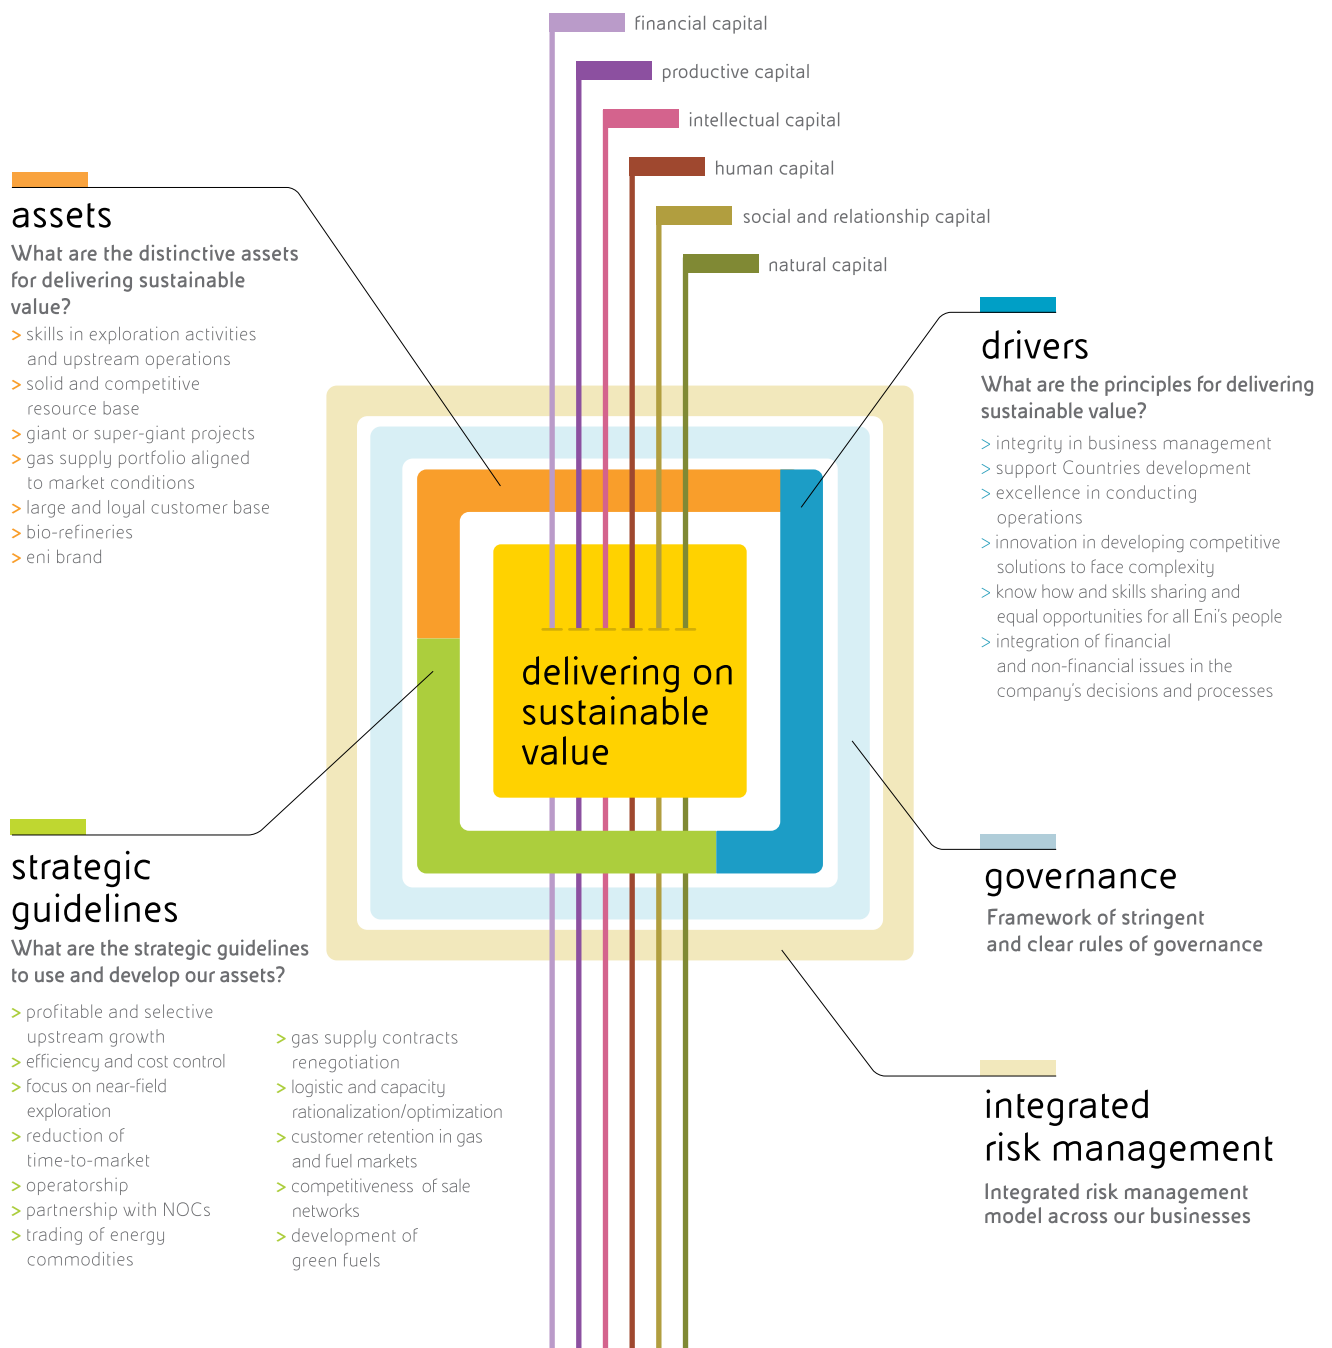 financial capital
productive capital
intellectual capital
human capital
social and relationship capital
natural capital
assets
What are the distinctive assets
for delivering sustainable
value?
> skills in exploration activities
and upstream operations
> solid and competitive
resource base
> giant or super-giant projects
> gas supply portfolio aligned
to market conditions
> large and loyal customer base
> bio-refineries
> eni brand
drivers
What are the principles for delivering
sustainable value?
> integrity in business management
> support Countries development
> excellence in conducting
operations
> innovation in developing competitive
solutions to face complexity
> know how and skills sharing and
equal opportunities for all Eni's people
> integration of financial
and non-financial issues in the
company's decisions and processes
delivering on
sustainable
value
strategic
guidelines
What are the strategic guidelines
to use and develop our assets?
> profitable and selective
upstream growth
> efficiency and cost control
> focus on near-field
exploration
> reduction of
time-to-market
> operatorship
> partnership with NOCs
> trading of energy
commodities
> gas supply contracts
renegotiation
> logistic and capacity
rationalization/optimization
> customer retention in gas
and fuel markets
> competitiveness of sale
networks
> development of
green fuels
governance
Framework of stringent
and clear rules of governance
integrated
risk management
Integrated risk management
model across our businesses